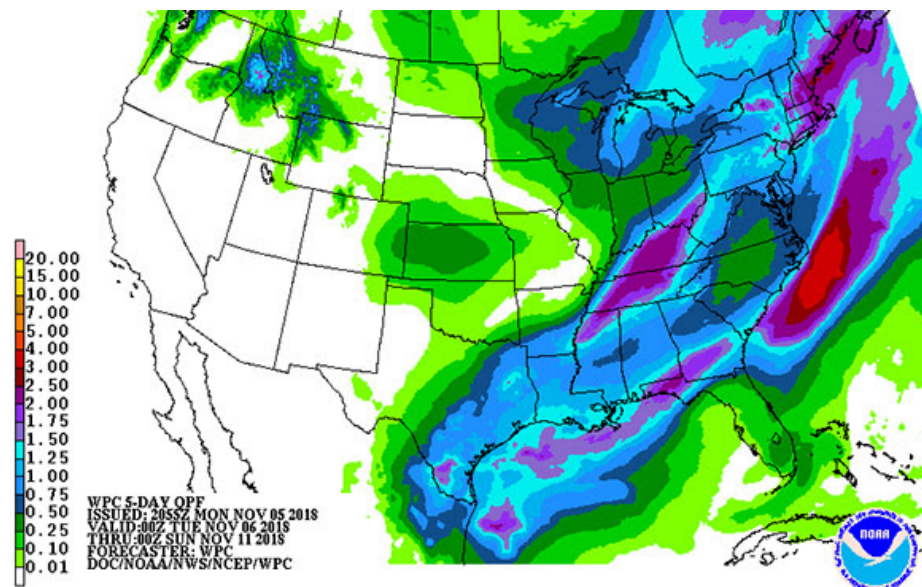 20.00
15.00
10.00
7.00
5.00
4.00
3.00
2.50
2.00
1.75
1.50
1.25
1.00
0.75
0.50
0.25
0.10
0.01
WPC 5-DAY QPF
ISSUED: 2055Z MON NOV 05 2018
VALID:00Z TUE NOV 06 2018
THRU:00Z SUN NOV 11 2018
FORECASTER: WPC
DOC/NOAA/NWS/NCEP/WPC
NOAA